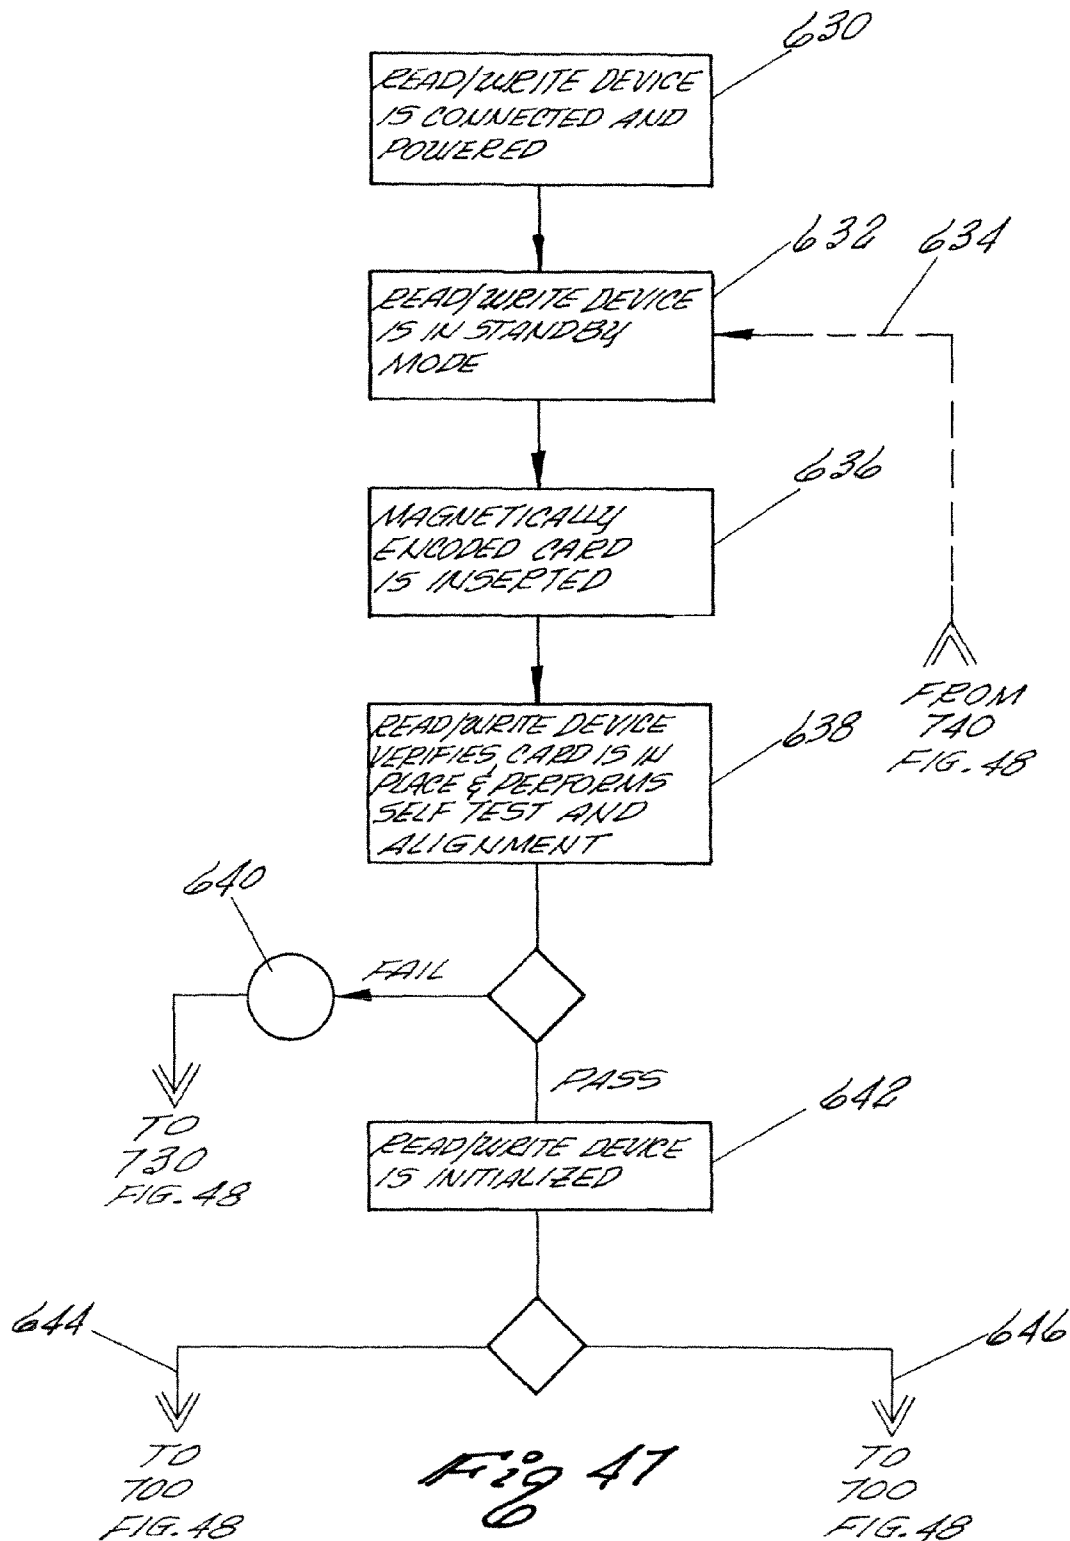 630
READ/WRITE DEVICE
IS CONNECTED AND
POWERED
632
634
READ/WRITE DEVICE
IS IN STANDBY
MODE
636
MAGNETICALLY
ENCODED CARD
IS INSERTED
FROM
740
FIG. 48
638
READ/WRITE DEVICE
VERIFIES CARD IS IN
PLACE & PERFORMS
SELF TEST AND
ALIGNMENT
640
FAIL
PASS
TO
730
FIG. 48
642
READ/WRITE DEVICE
IS INITIALIZED
644
646
TO
700
FIG. 48
TO
700
FIG. 48
Fig 47